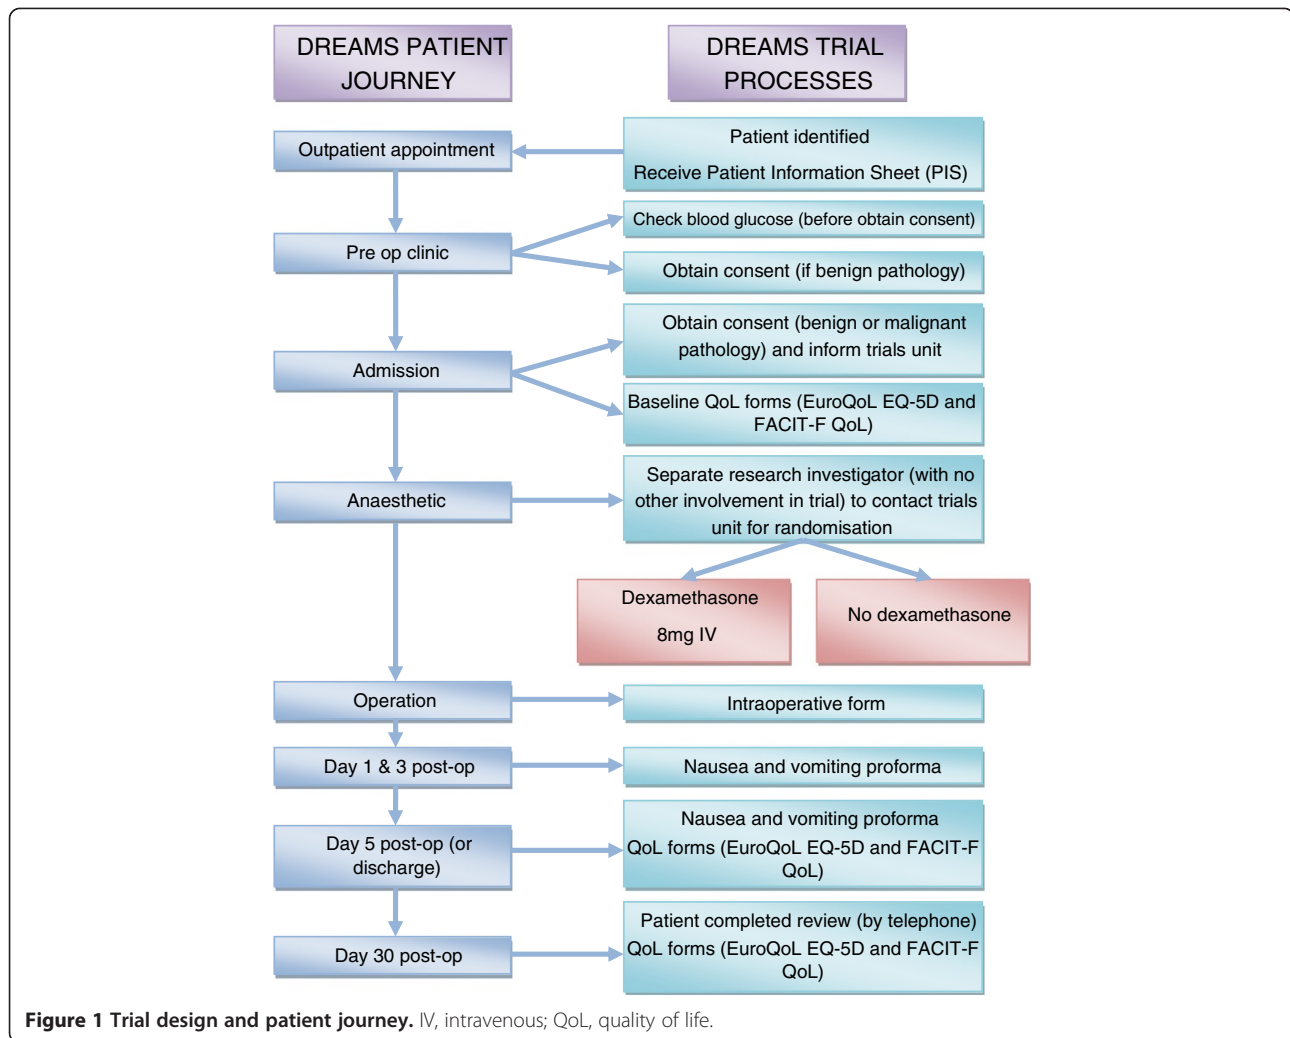 DREAMS PATIENT
JOURNEY
DREAMS TRIAL
PROCESSES
Outpatient appointment
Patient identified
Receive Patient Information Sheet (PIS)
Pre op clinic
Check blood glucose (before obtain consent)
Obtain consent (if benign pathology)
Admission
Obtain consent (benign or malignant
pathology) and inform trials unit
Baseline QoL forms (EuroQoL EQ-5D and
FACIT-F QoL)
Anaesthetic
Separate research investigator (with no
other involvement in trial) to contact trials
unit for randomisation
Dexamethasone
8mg IV
No dexamethasone
Operation
Intraoperative form
Day 1 & 3 post-op
Nausea and vomiting proforma
Day 5 post-op (or
discharge)
Nausea and vomiting proforma
QoL forms (EuroQoL EQ-5D and FACIT-F
QoL)
Day 30 post-op
Patient completed review (by telephone)
QoL forms (EuroQoL EQ-5D and FACIT-F
QoL)
Figure 1 Trial design and patient journey. IV, intravenous; QoL, quality of life.